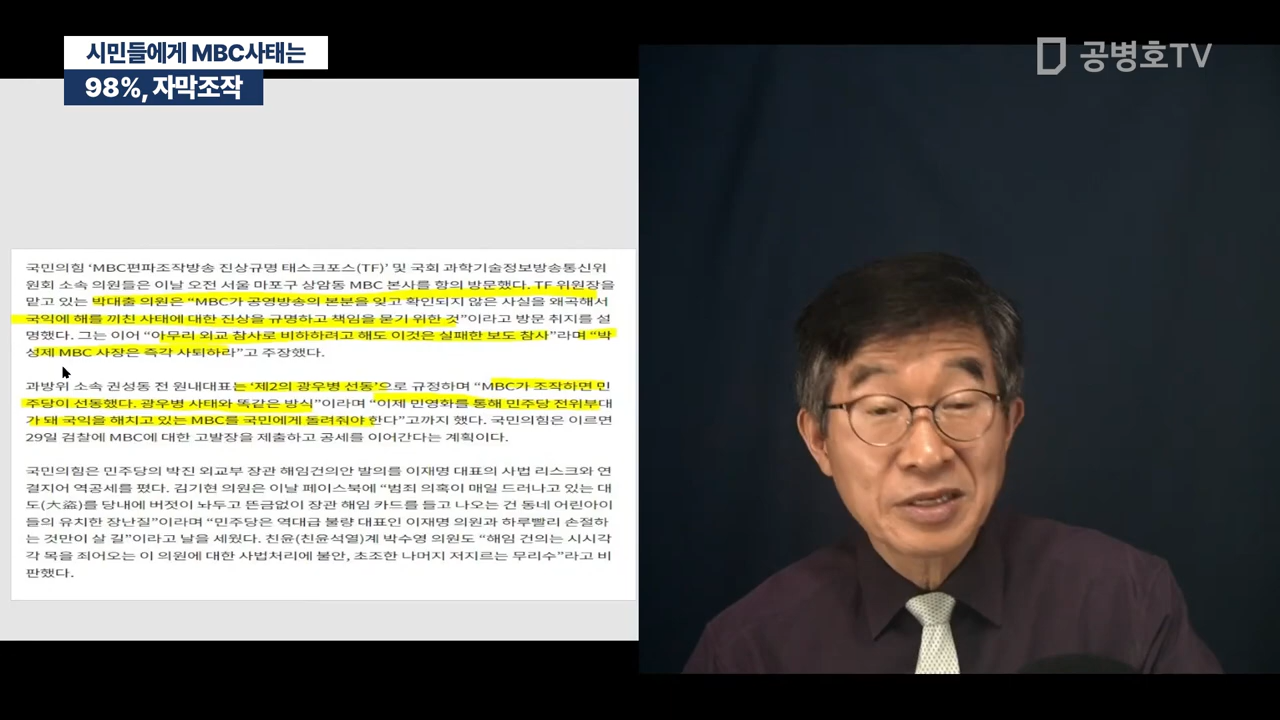 시민들에게 MBC사태는
98%, 자막조작
공병호TV
국민의힘 ‘MBC편파조작방송 진상규명 태스크포스(TF)’ 및 국회 과학기술정보방송통신위
원회 소속 의원들은 이날 오전 서울 마포구 상암동 MBC 본사를 항의 방문했다. TF 위원장을
맡고 있는 박대출 의원은 “MBC가 공영방송의 본분을 잊고 확인되지 않은 사실을 왜곡해서
국익에 해를 끼친 사태에 대한 진상을 규명하고 책임을 묻기 위한 것”이라고 방문 취지를 설
명했다. 그는 이어 “아무리 외교 참사로 비하하려고 해도 이것은 실패한 보도 참사”라며 “박
성제 MBC 사장은 즉각 사퇴하라”고 주장했다.
과방위 소속 권성동 전 원내대표는 ‘제2의 광우병 선동’으로 규정하며 “MBC가 조작하면 민
주당이 선동했다. 광우병 사태와 똑같은 방식”이라며 “이제 민영화를 통해 민주당 전위부대
가 돼 국익을 해치고 있는 MBC를 국민에게 돌려줘야 한다”고까지 했다. 국민의힘은 이르면
29일 검찰에 MBC에 대한 고발장을 제출하고 공세를 이어간다는 계획이다.
국민의힘은 민주당의 박진 외교부 장관 해임건의안 발의를 이재명 대표의 사법 리스크와 연
결지어 역공세를 폈다. 김기현 의원은 이날 페이스북에 “범죄 의혹이 매일 드러나고 있는 대
도(大盜)를 당내에 버젓이 놔두고 뜬금없이 장관 해임 카드를 들고 나오는 건 동네 어린아이
들의 유치한 장난질”이라며 “민주당은 역대급 불량 대표인 이재명 의원과 하루빨리 손절하
는 것만이 살 길”이라고 날을 세웠다. 친윤(친윤석열)계 박수영 의원도 “해임 건의는 시시각
각 목을 죄어오는 이 의원에 대한 사법처리에 불안, 초조한 나머지 저지르는 무리수”라고 비
판했다.